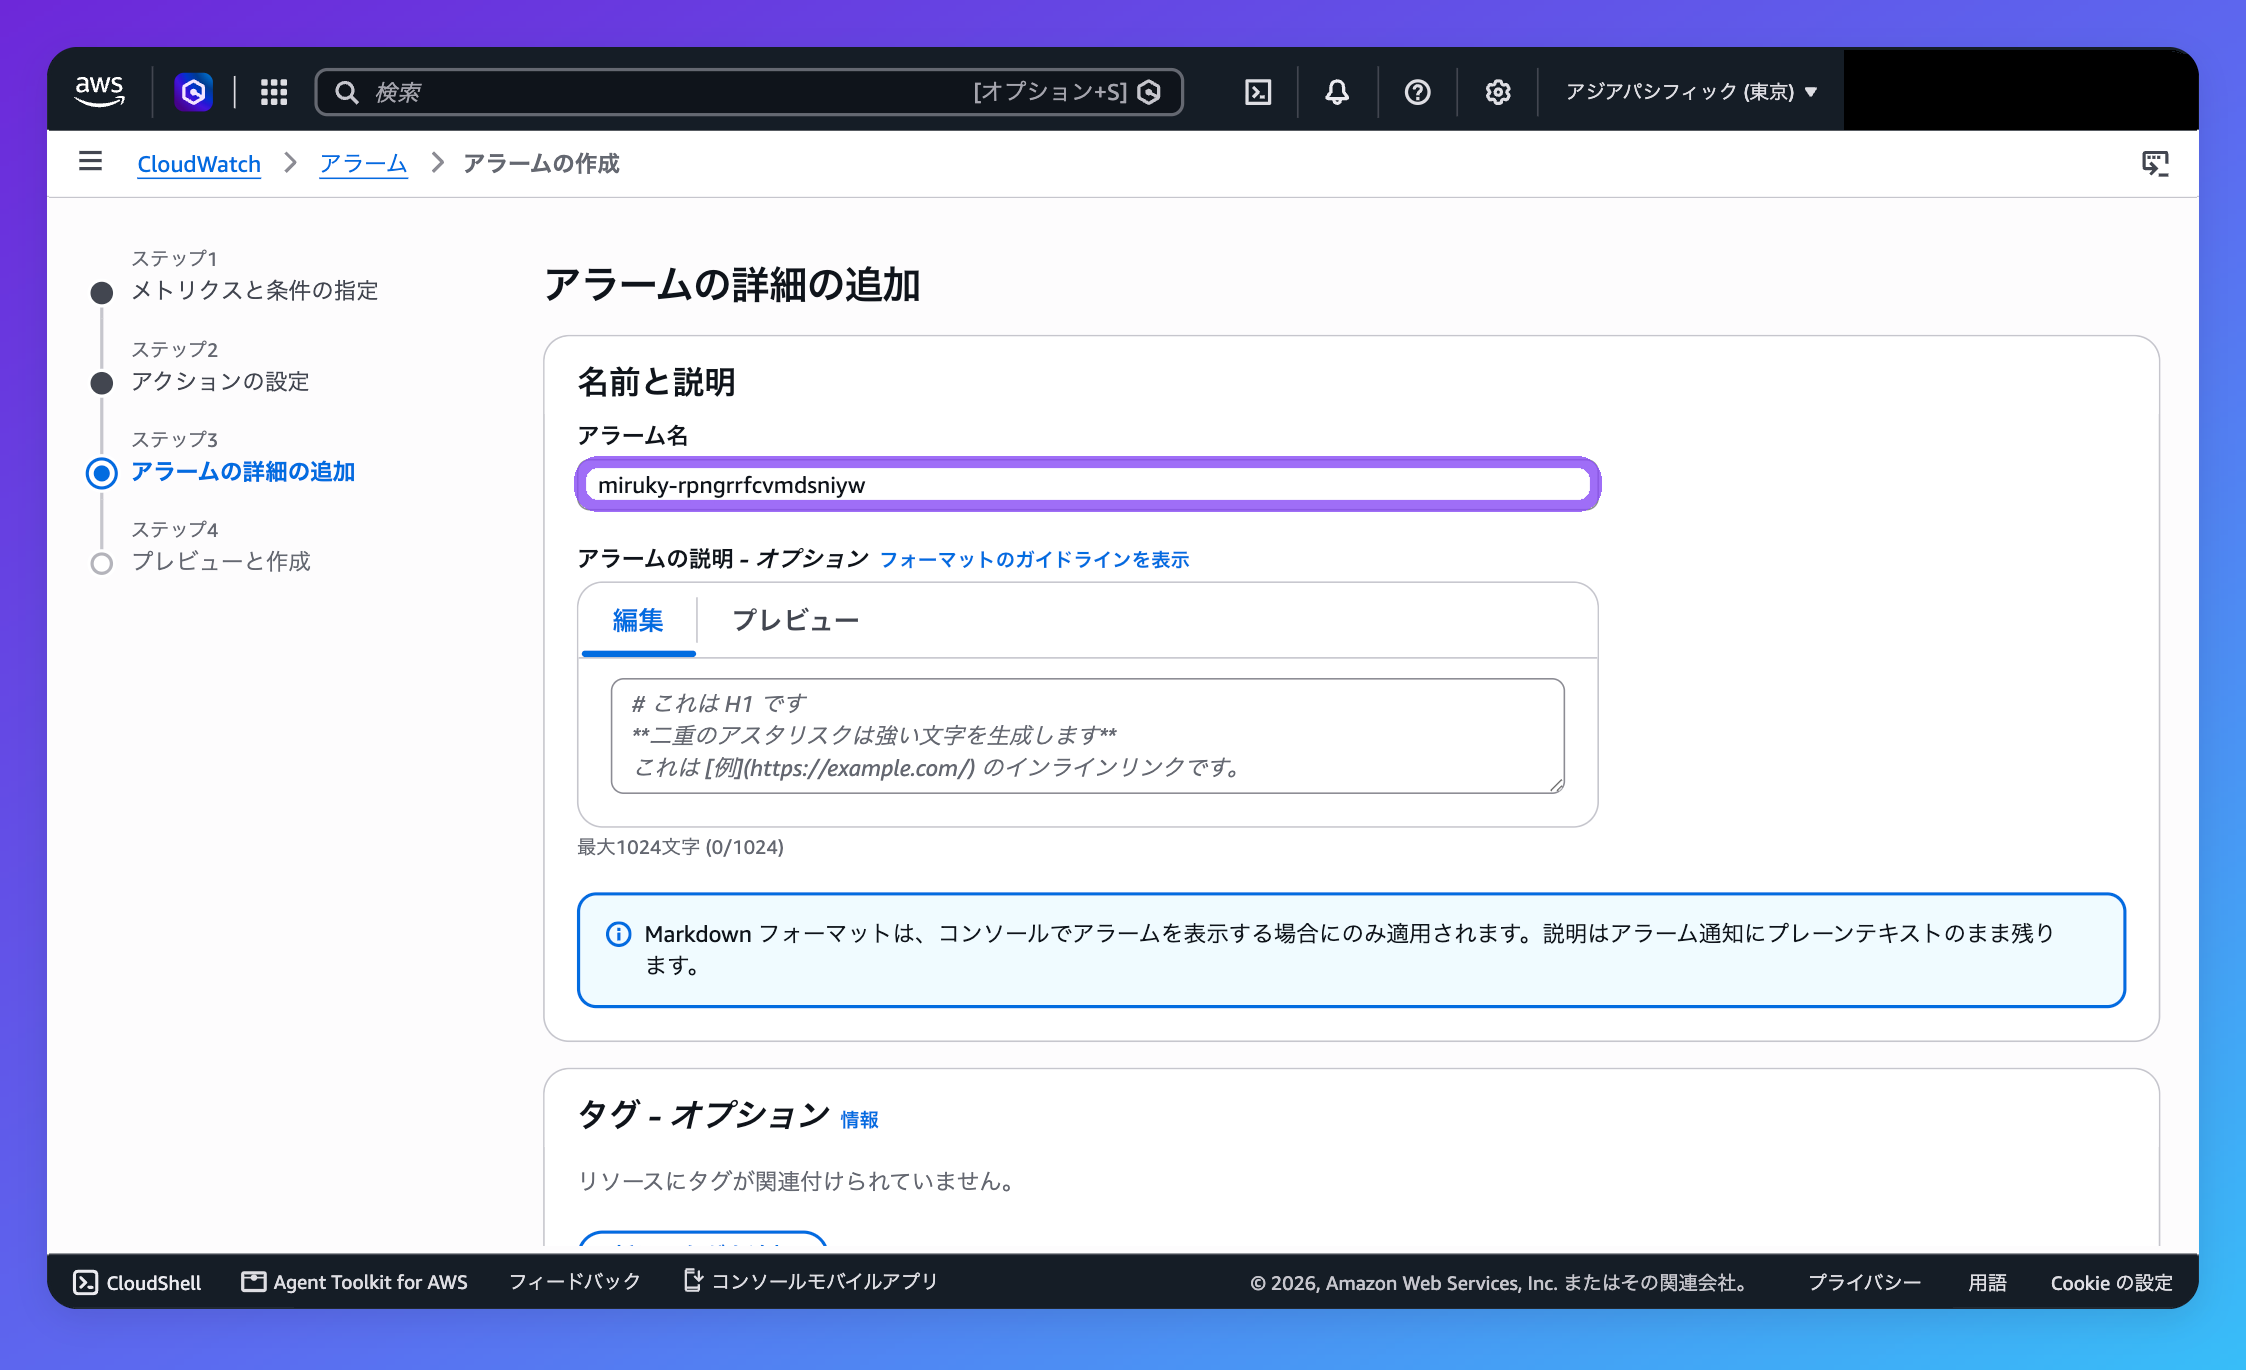 aws
検索
[オプション+S]
アジアパシフィック (東京)
CloudWatch
アラーム
アラームの作成
ステップ1
メトリクスと条件の指定
ステップ2
アクションの設定
ステップ3
アラームの詳細の追加
ステップ4
プレビューと作成
アラームの詳細の追加
名前と説明
アラーム名
miruky-rpngrrfcvmdsniyw
アラームの説明 - オプション フォーマットのガイドラインを表示
編集
プレビュー
# これは H1 です
**二重のアスタリスクは強い文字を生成します**
これは [例](https://example.com/) のインラインリンクです。
最大1024文字 (0/1024)
Markdown フォーマットは、コンソールでアラームを表示する場合にのみ適用されます。説明はアラーム通知にプレーンテキストのまま残り
ます。
タグ - オプション 情報
リソースにタグが関連付けられていません。
CloudShell
Agent Toolkit for AWS
フィードバック
コンソールモバイルアプリ
© 2026, Amazon Web Services, Inc. またはその関連会社。
プライバシー
用語
Cookie の設定